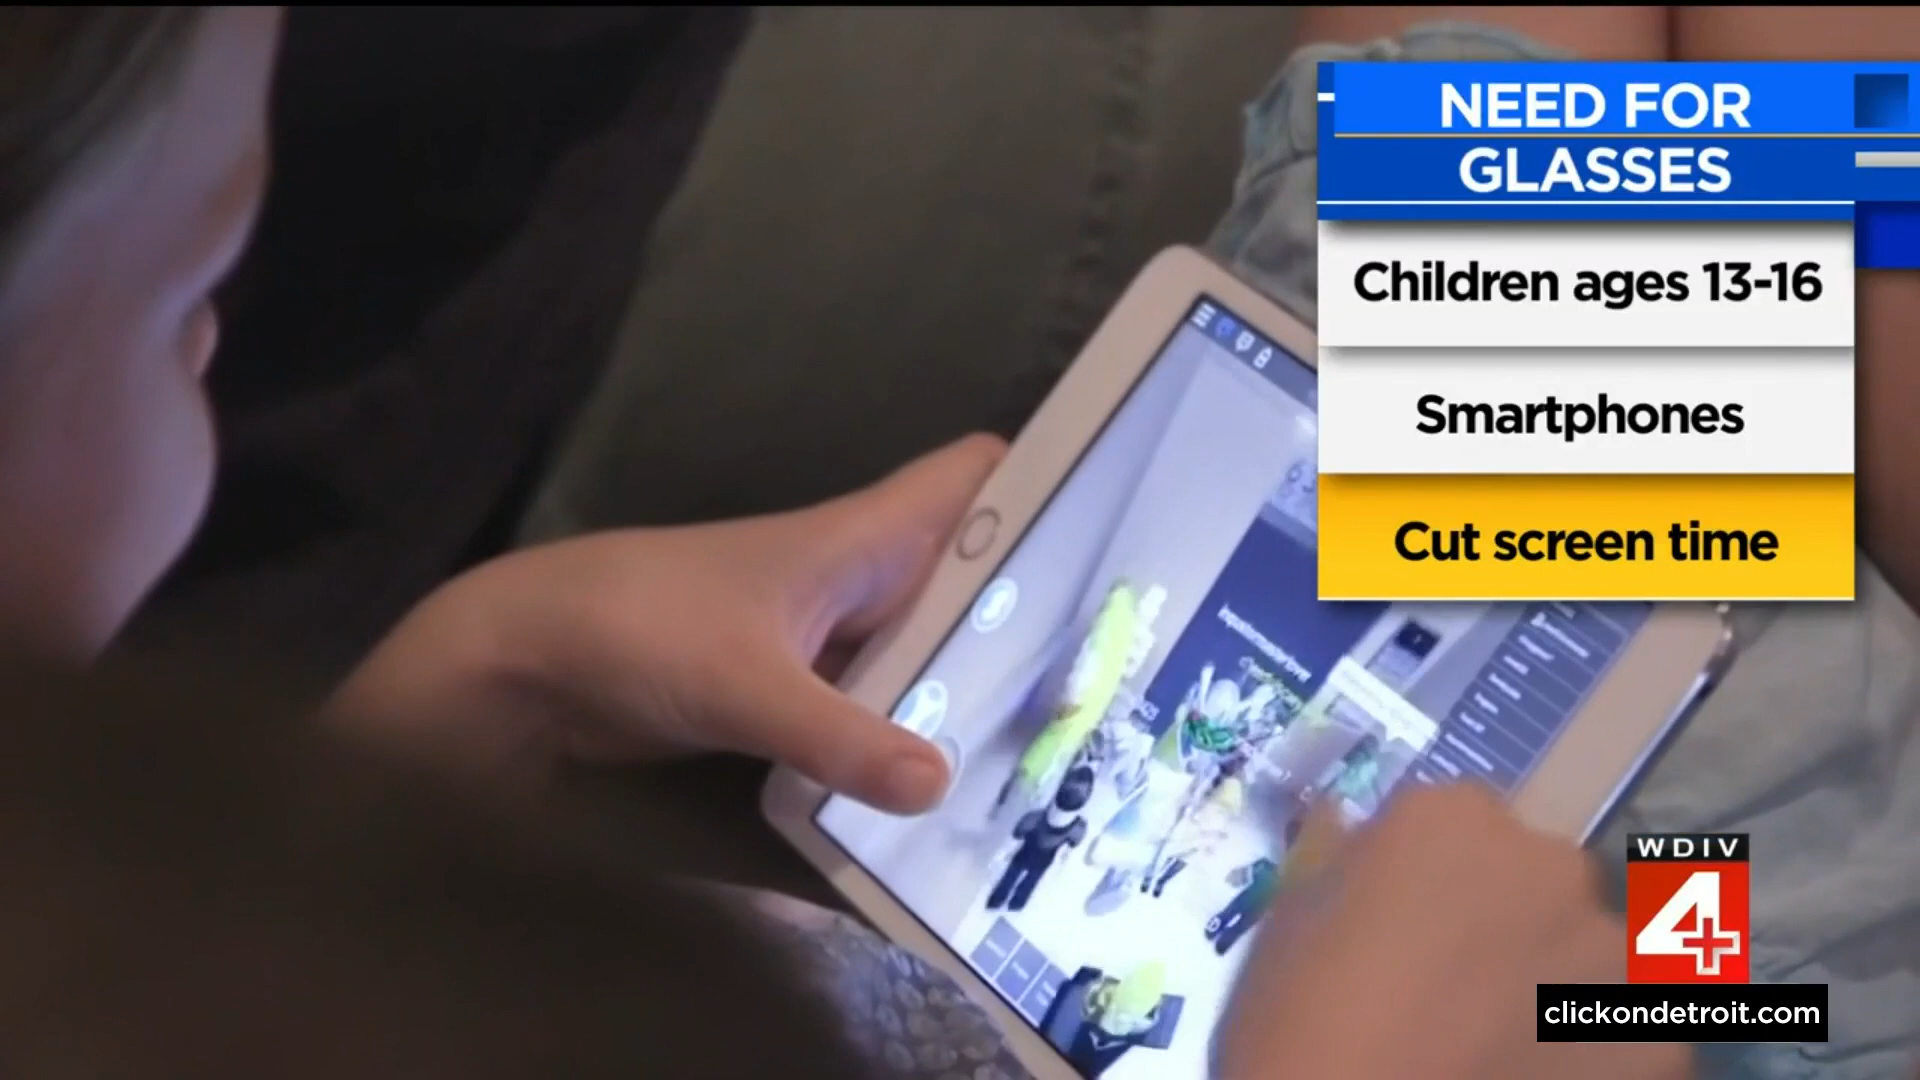 NEED FOR
GLASSES
Children ages 13-16
Smartphones
Cut screen time
WDIV
4
clickondetroit.com